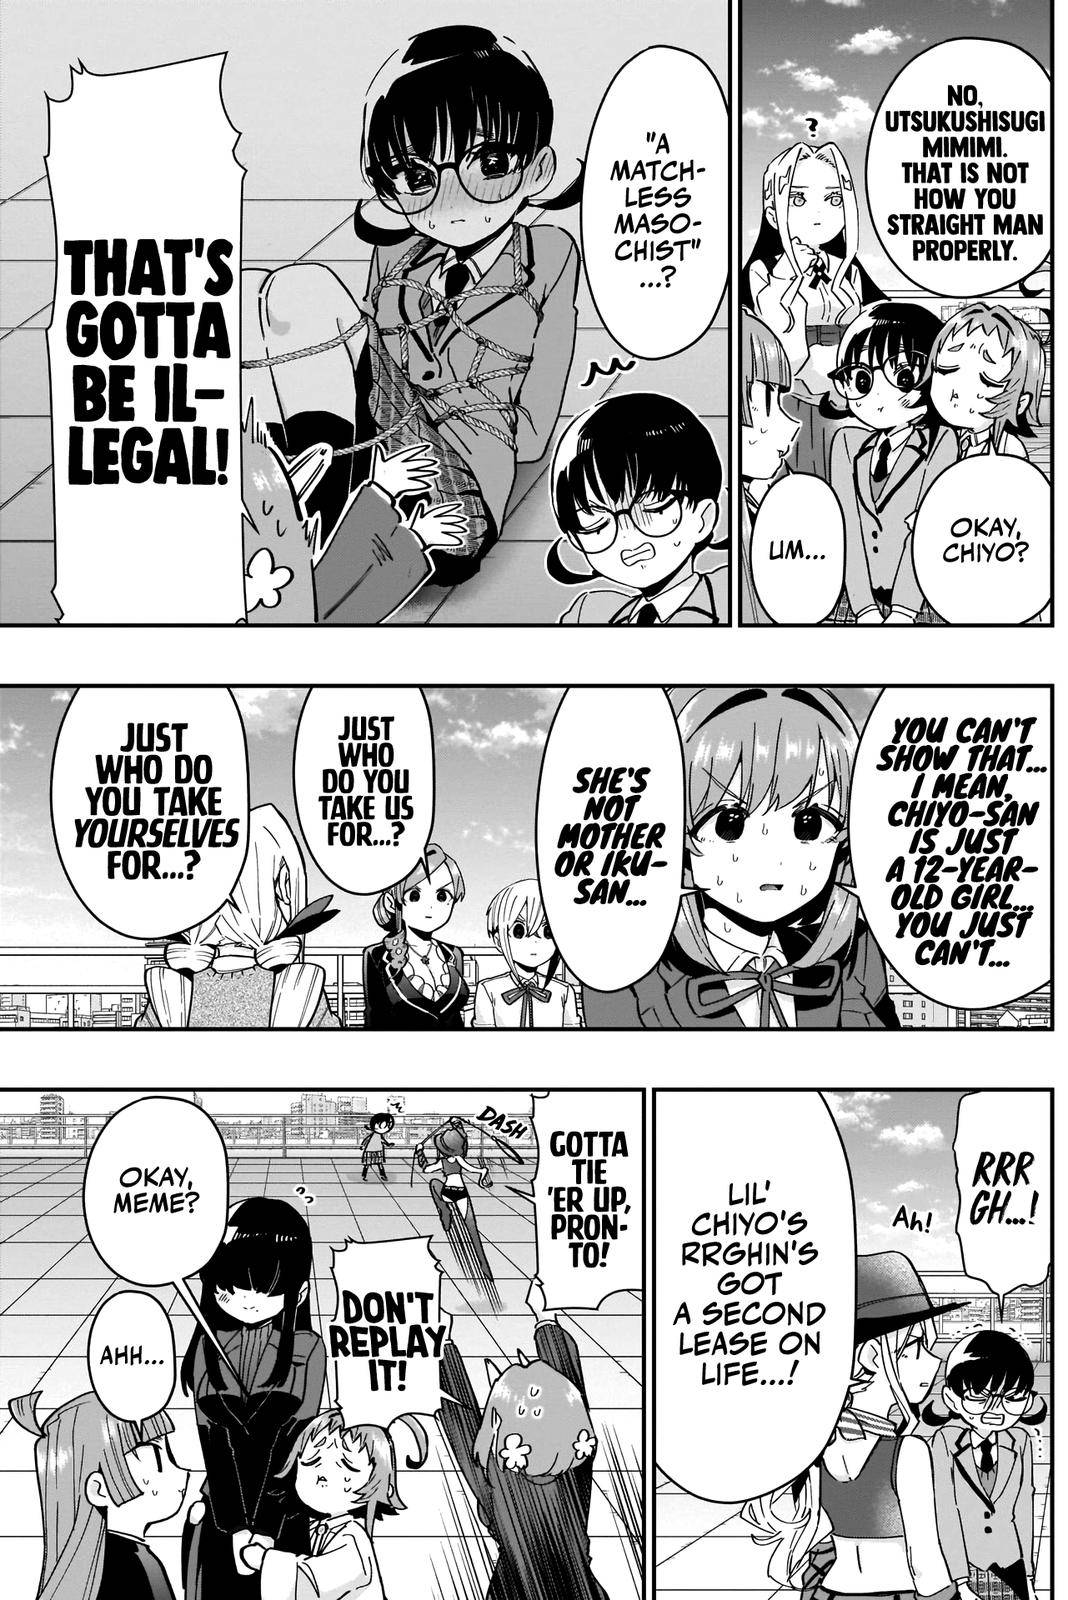 NO,
UTSUKUSHISUGI
MIMIMI.
THAT IS NOT
HOW YOU
STRAIGHT MAN
PROPERLY.
?
OKAY,
CHIYO?
UM...
"A
MATCH-
LESS
MASO-
CHIST"
...?
THAT'S
GOTTA
BE IL-
LEGAL!
YOU CAN'T
SHOW THAT...
I MEAN,
CHIYO-SAN
IS JUST
A 12-YEAR-
OLD GIRL...
YOU JUST
CAN'T...
SHE'S
NOT
MOTHER
OR IKU-
SAN...
JUST
WHO
DO YOU
TAKE US
FOR...?
JUST
WHO DO
YOU TAKE
YOURSELVES
FOR...?
RRR
GH...!
Ah!
LIL'
CHIYO'S
RRGHIN'S
GOT
A SECOND
LEASE ON
LIFE...!
GOTTA
TIE
'ER UP,
PRON-
TO!
DASH
DON'T
REPLAY
IT!
OKAY,
MEME?
AHH...